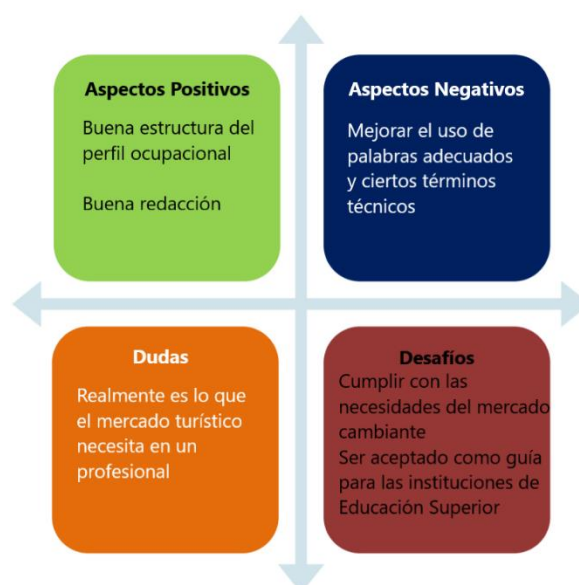 Aspectos Positivos
Buena estructura del
perfil ocupacional
Buena redacción
Aspectos Negativos
Mejorar el uso de
palabras adecuados
y ciertos términos
técnicos
Dudas
Realmente es lo que
el mercado turístico
necesita en un
profesional
Desafíos
Cumplir con las
necesidades del mercado
cambiante
Ser aceptado como guía
para las instituciones de
Educación Superior